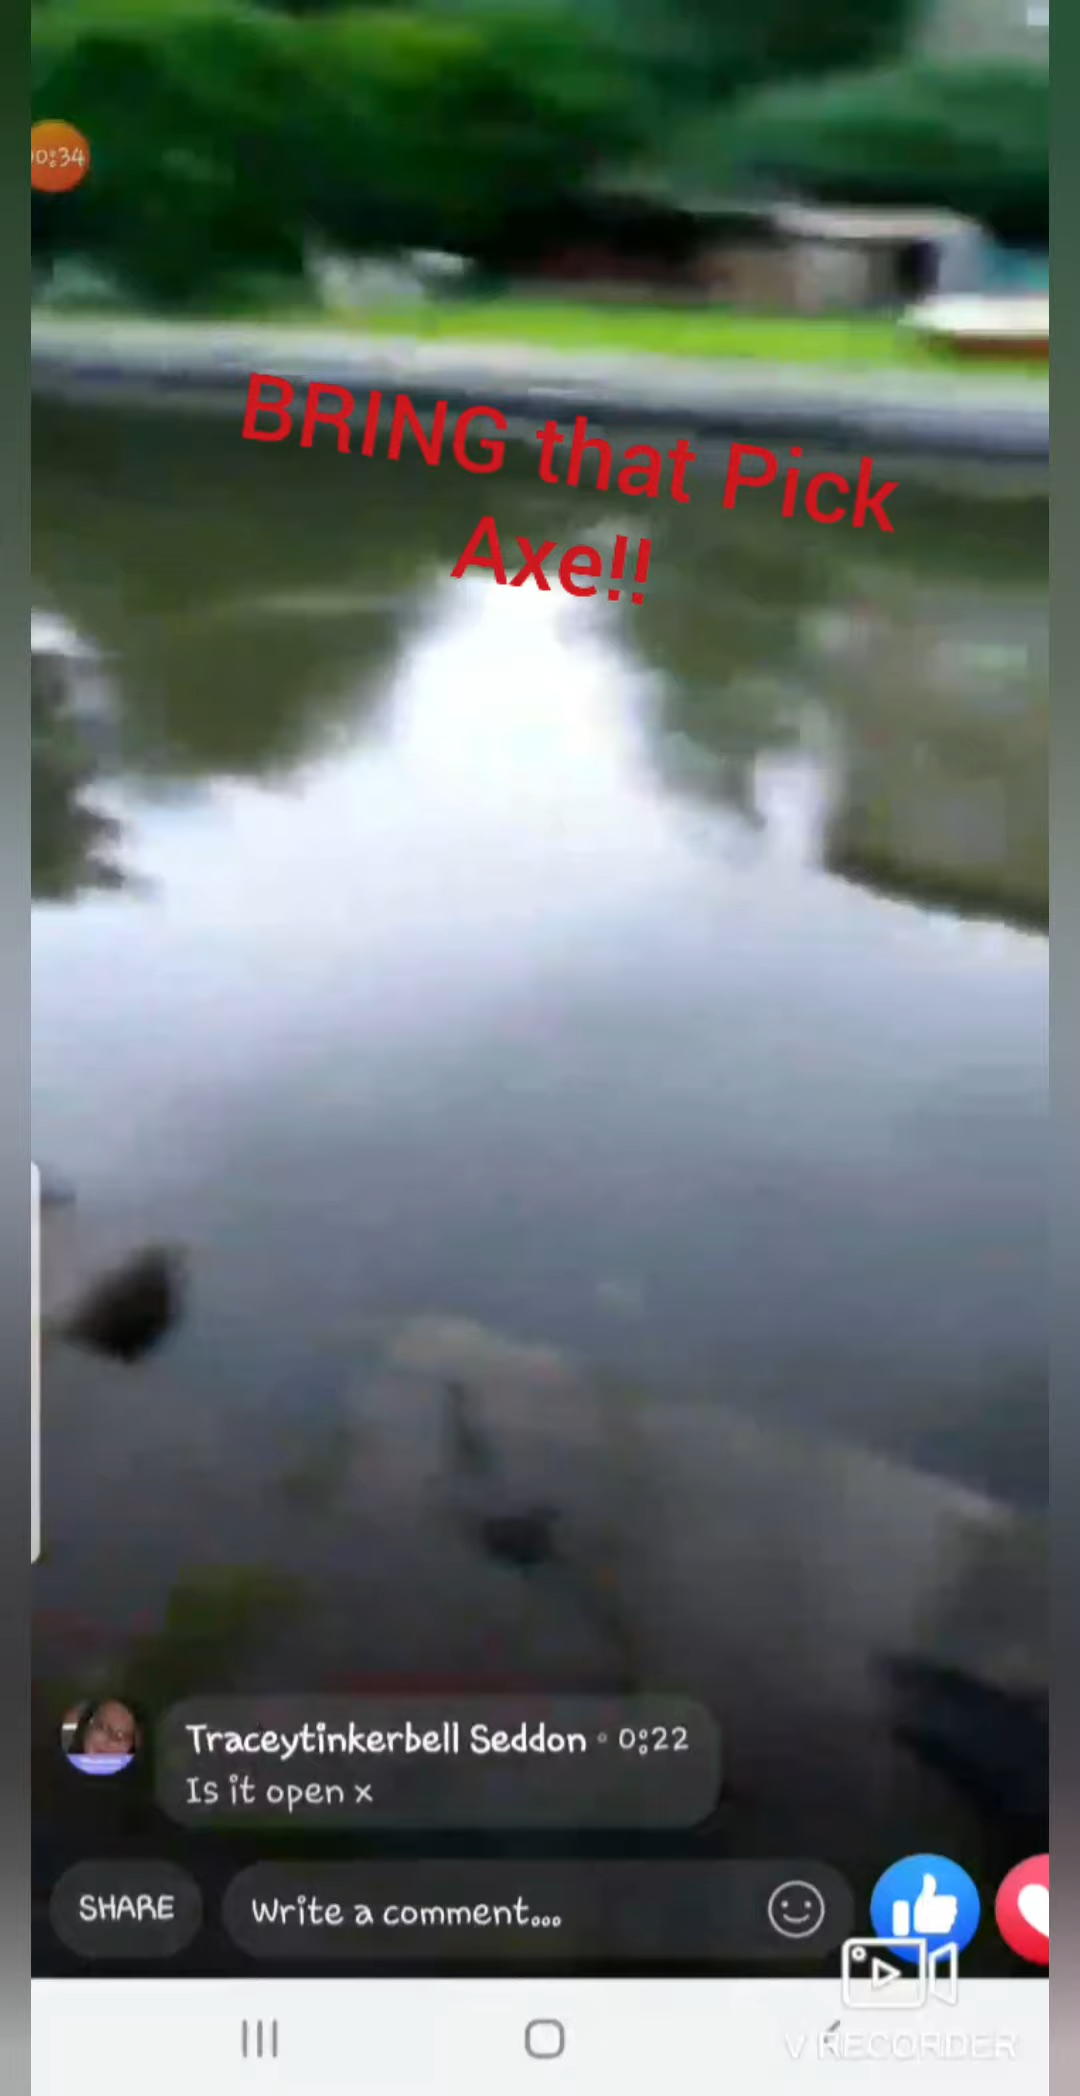 0:34
BRING that Pick
Axe!!
Traceytinkerbell Seddon • 0:22
Is it open x
SHARE
Write a comment...
V RECORDER